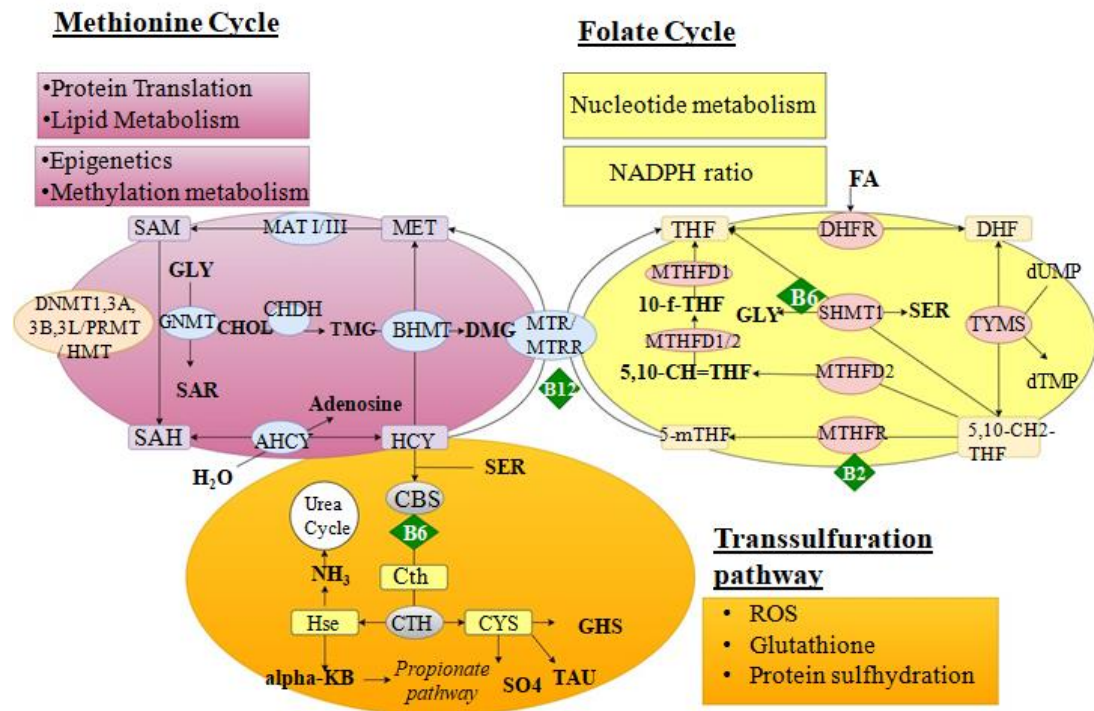 Methionine Cycle
•Protein Translation
•Lipid Metabolism
•Epigenetics
•Methylation metabolism
Folate Cycle
Nucleotide metabolism
NADPH ratio
FA
SAM
MAT I/III
MET
THF
DHFR
DHF
GLY
DNMT1,3A,
3B,3L/PRMT
/ HMT
GNMT
CHOL
CHDH
TMG
BHMT
DMG
MTR/
MTRR
B12
SAR
Adenosine
SAH
AHCY
HCY
H2O
MTHFD1
10-f-THF
B6
GLY
SHMT1
SER
dUMP
TYMS
dTMP
MTHFD1/2
5,10-CH=THF
MTHFD2
5-mTHF
MTHFR
B2
5,10-CH2-
THF
SER
CBS
B6
Urea
Cycle
NH3
Cth
Hse
CTH
CYS
GHS
alpha-KB
Propionate
pathway
SO4
TAU
Transsulfuration
pathway
• ROS
• Glutathione
• Protein sulfhydration